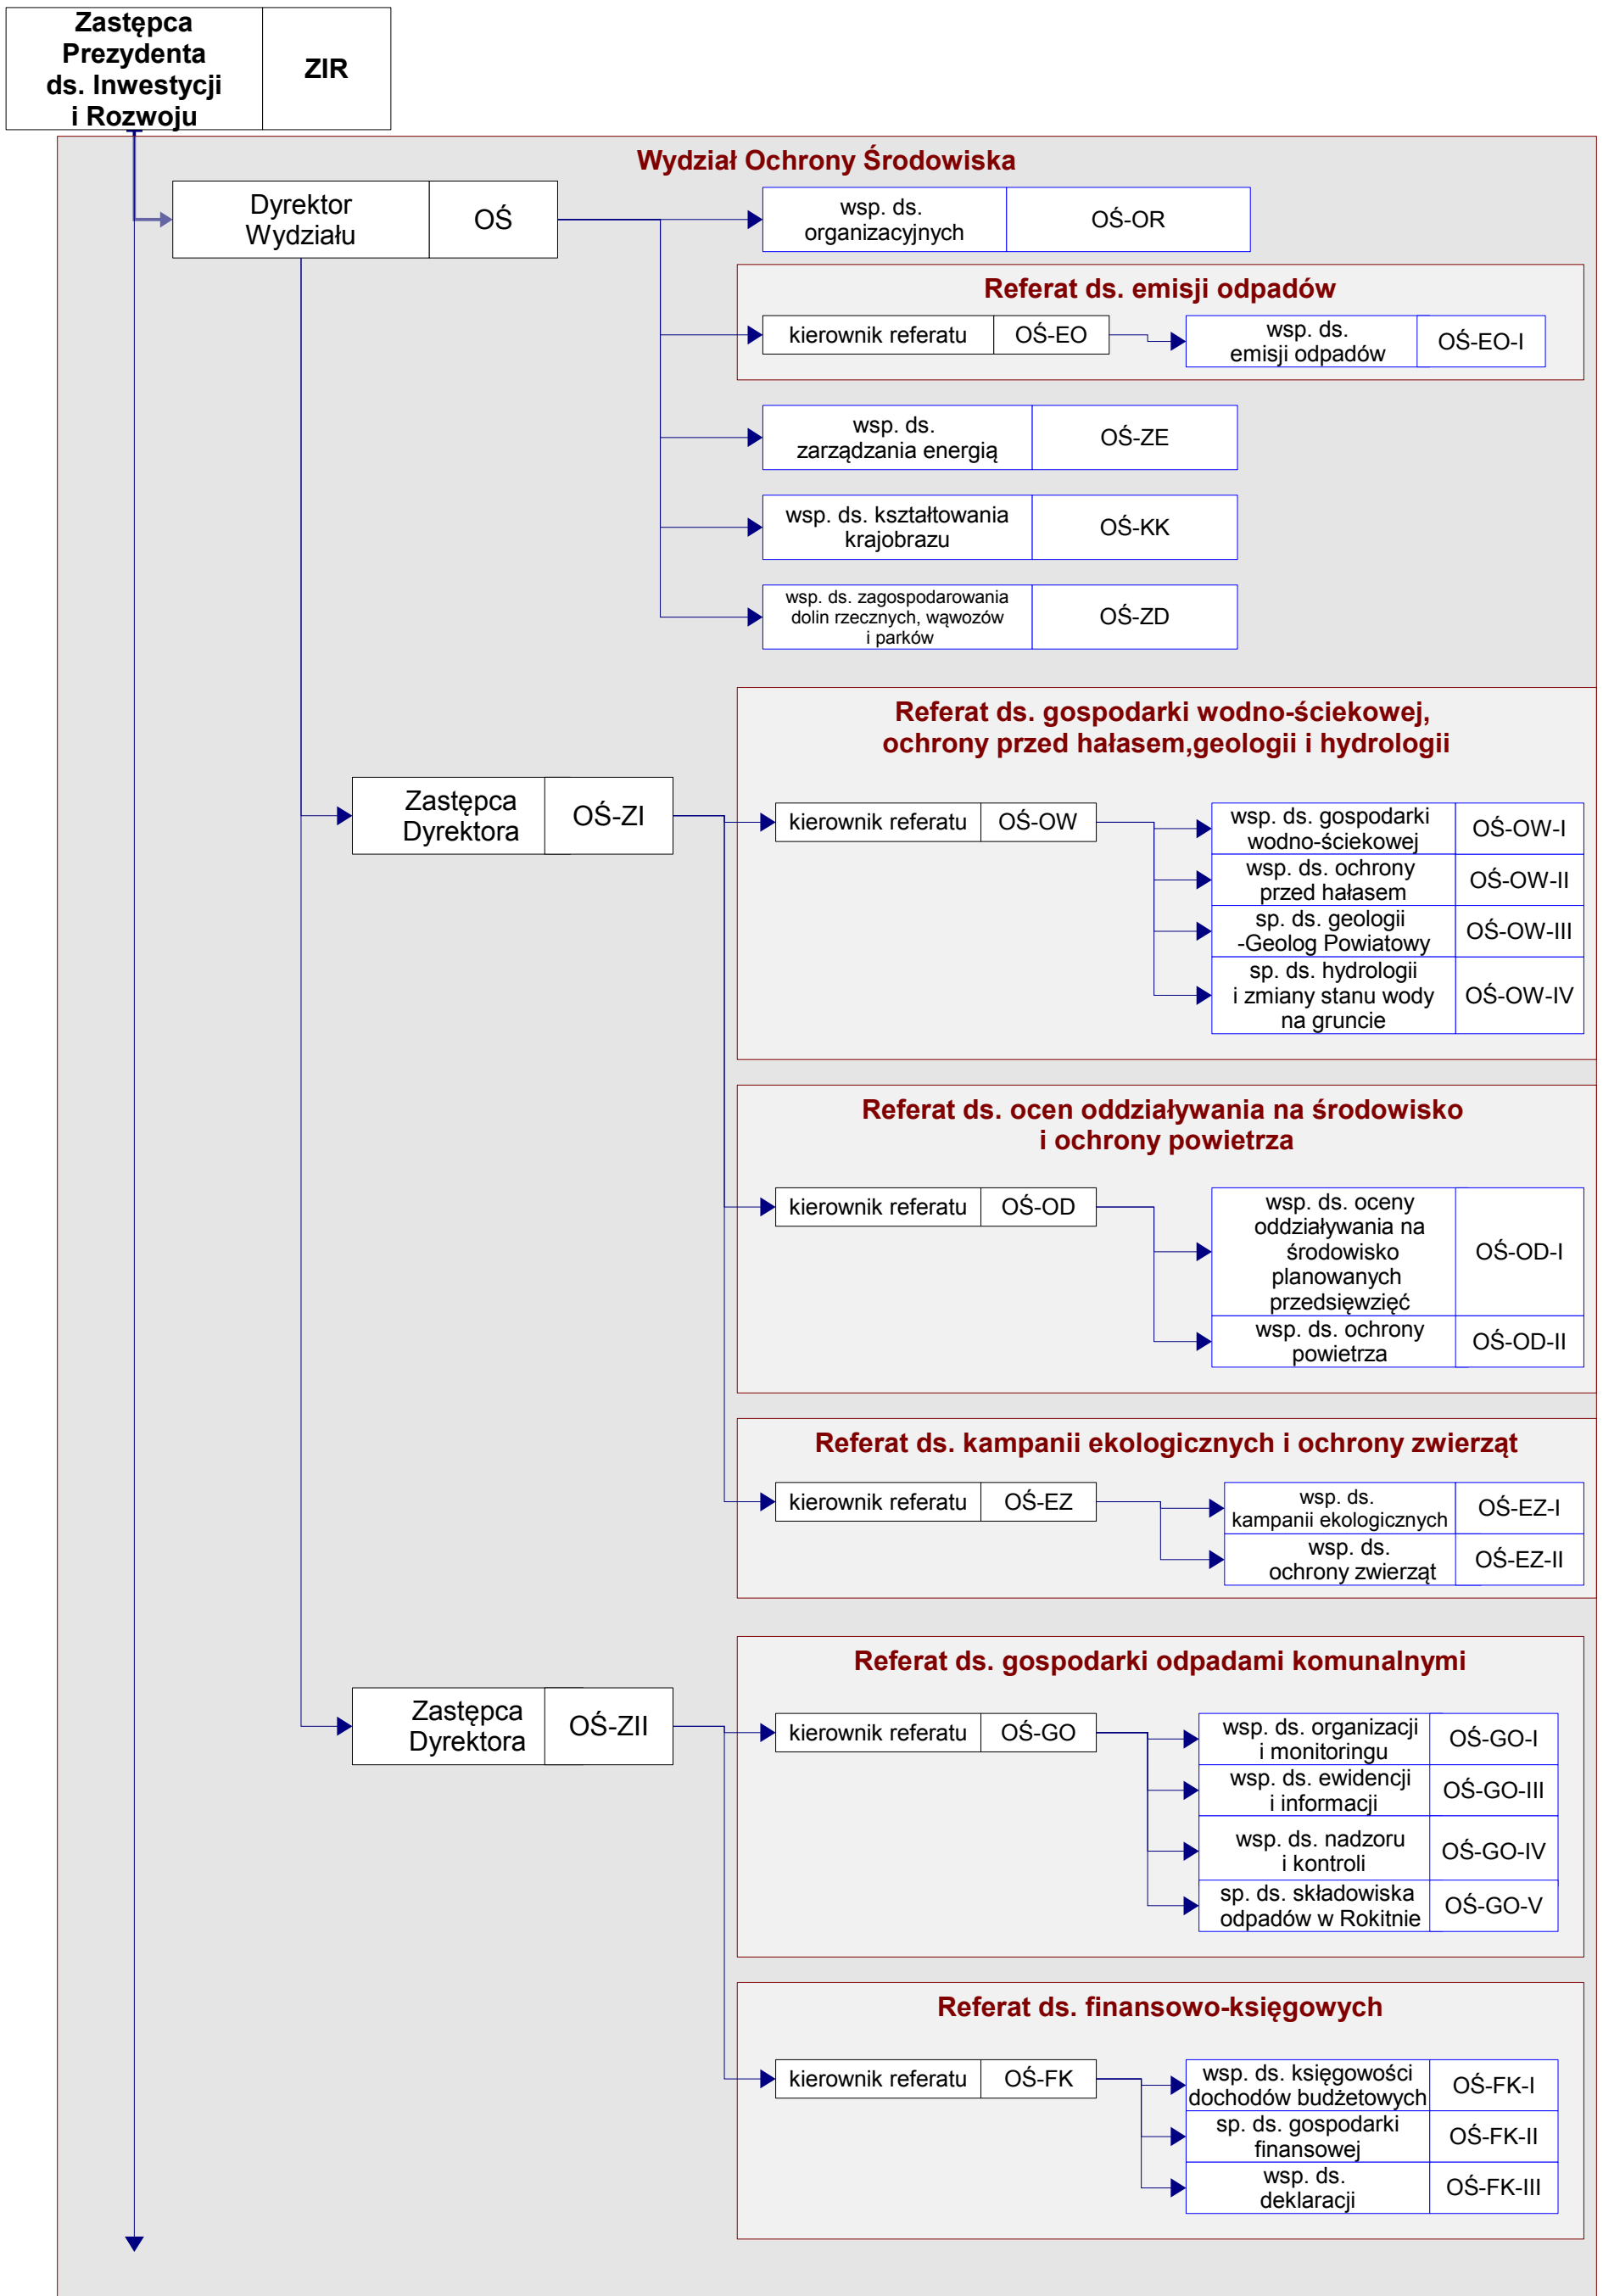 Zastępca
Prezydenta
ds. Inwestycji
i Rozwoju
ZIR
Wydział Ochrony Środowiska
Dyrektor
Wydziału
OŚ
wsp. ds.
organizacyjnych
OŚ-OR
Referat ds. emisji odpadów
kierownik referatu
OŚ-EO
wsp. ds.
emisji odpadów
OŚ-EO-I
wsp. ds.
zarządzania energią
OŚ-ZE
wsp. ds. kształtowania
krajobrazu
OŚ-KK
wsp. ds. zagospodarowania
dolin rzecznych, wąwozów
i parków
OŚ-ZD
Referat ds. gospodarki wodno-ściekowej,
ochrony przed hałasem,geologii i hydrologii
Zastępca
Dyrektora
OŚ-ZI
kierownik referatu
OŚ-OW
wsp. ds. gospodarki
wodno-ściekowej
OŚ-OW-I
wsp. ds. ochrony
przed hałasem
OŚ-OW-II
sp. ds. geologii
-Geolog Powiatowy
OŚ-OW-III
sp. ds. hydrologii
i zmiany stanu wody
na gruncie
OŚ-OW-IV
Referat ds. ocen oddziaływania na środowisko
i ochrony powietrza
kierownik referatu
OŚ-OD
wsp. ds. oceny
oddziaływania na
środowisko
planowanych
przedsięwzięć
OŚ-OD-I
wsp. ds. ochrony
powietrza
OŚ-OD-II
Referat ds. kampanii ekologicznych i ochrony zwierząt
kierownik referatu
OŚ-EZ
wsp. ds.
kampanii ekologicznych
OŚ-EZ-I
wsp. ds.
ochrony zwierząt
OŚ-EZ-II
Referat ds. gospodarki odpadami komunalnymi
Zastępca
Dyrektora
OŚ-ZII
kierownik referatu
OŚ-GO
wsp. ds. organizacji
i monitoringu
OŚ-GO-I
wsp. ds. ewidencji
i informacji
OŚ-GO-III
wsp. ds. nadzoru
i kontroli
OŚ-GO-IV
sp. ds. składowiska
odpadów w Rokitnie
OŚ-GO-V
Referat ds. finansowo-księgowych
kierownik referatu
OŚ-FK
wsp. ds. księgowości
dochodów budżetowych
OŚ-FK-I
sp. ds. gospodarki
finansowej
OŚ-FK-II
wsp. ds.
deklaracji
OŚ-FK-III